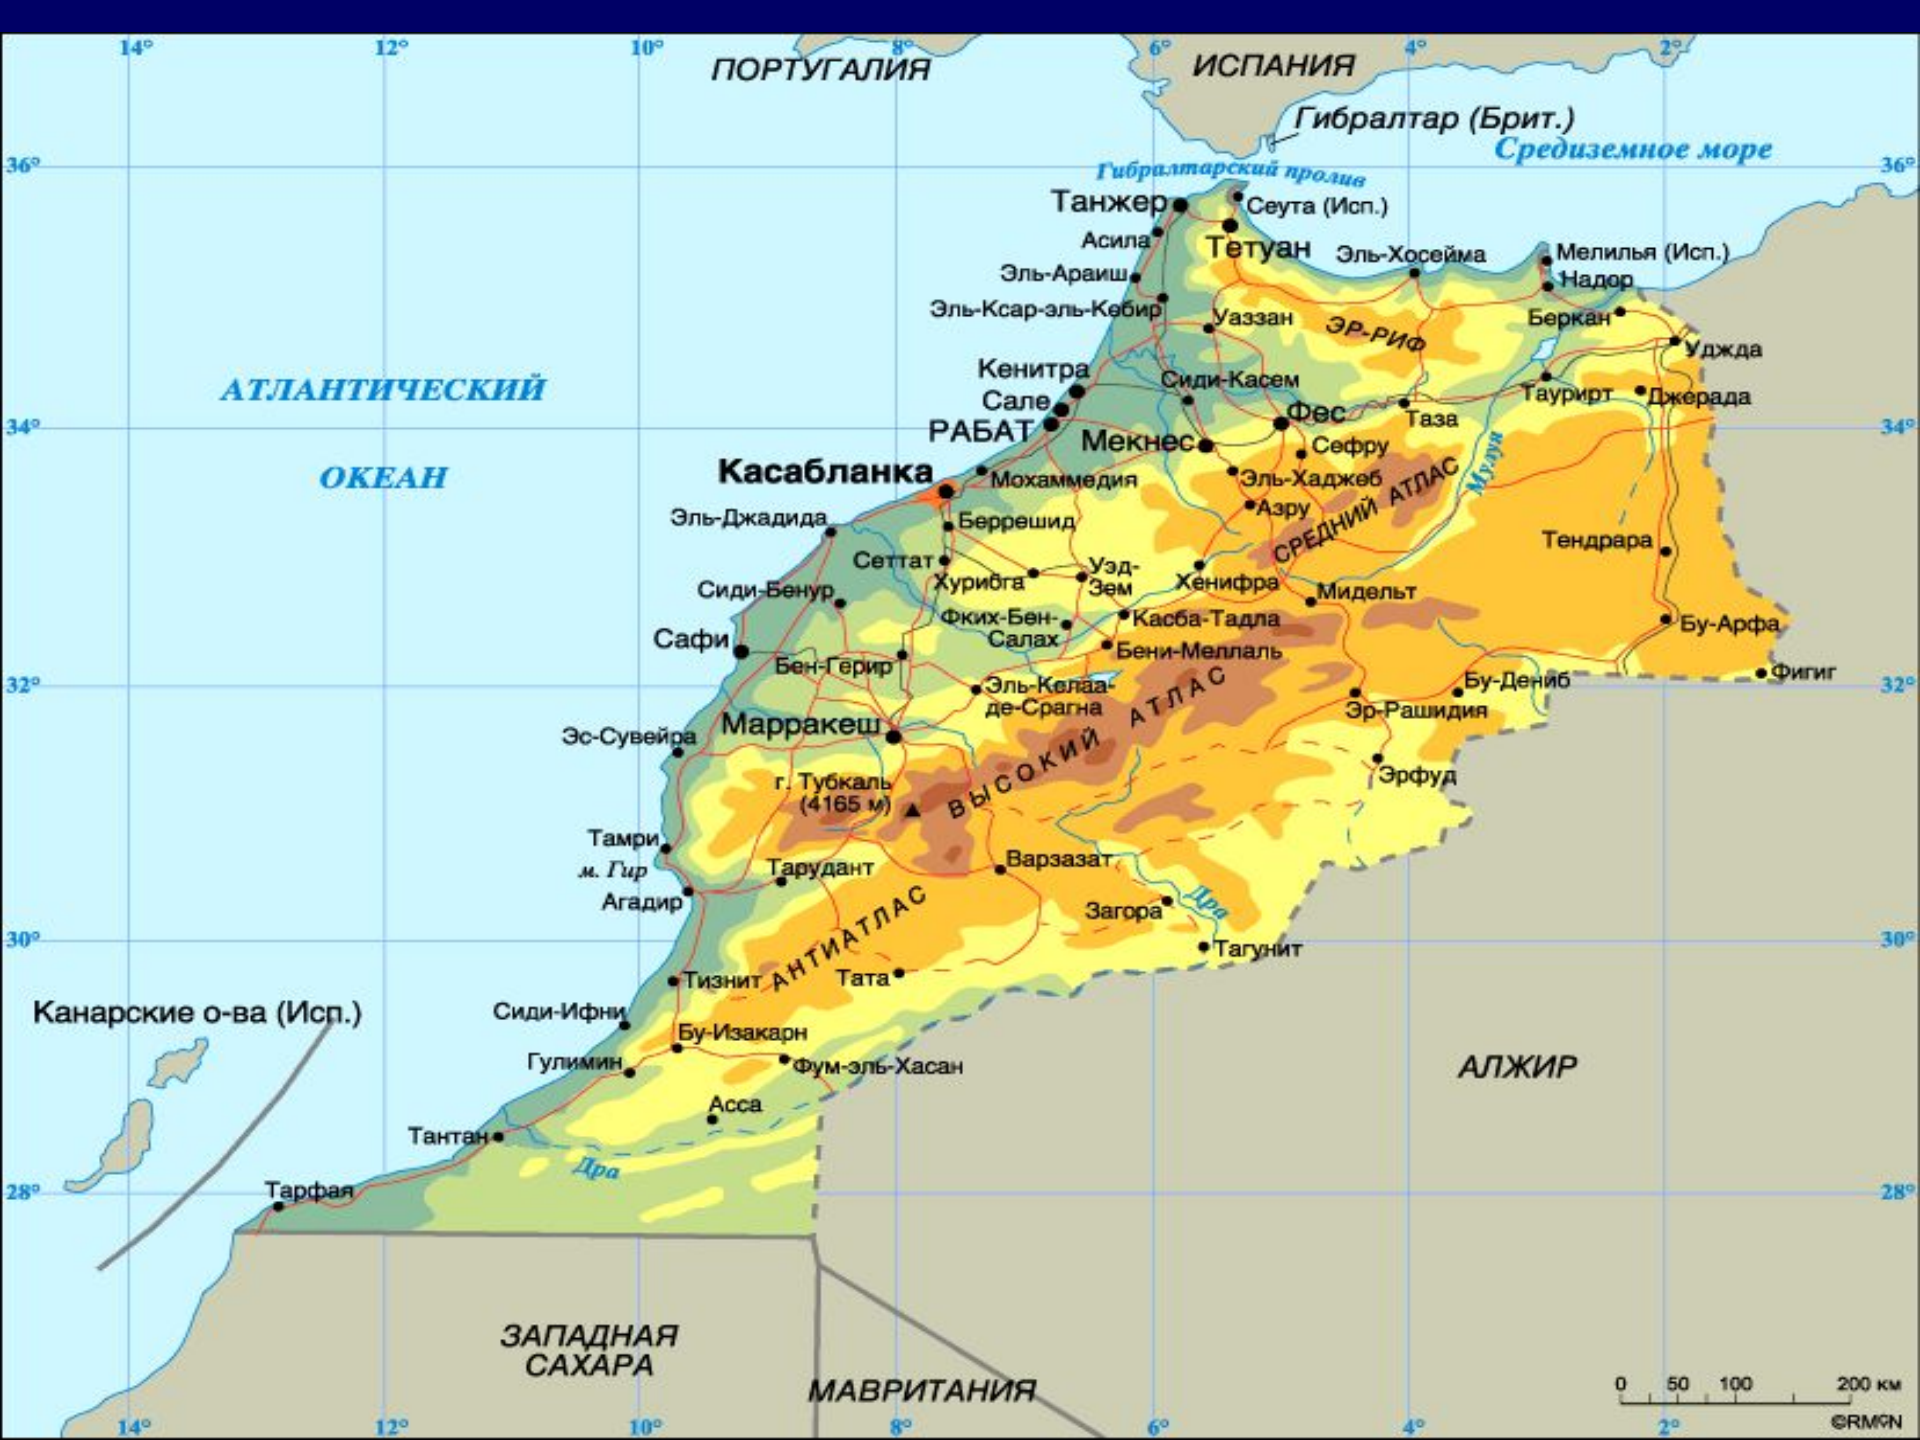 14°
12°
10°
8°
6°
4°
2°
ПОРТУГАЛИЯ
ИСПАНИЯ
Гибралтар (Брит.)
Средиземное море
36°
36°
Гибралтарский пролив
Танжер
Сеута (Исп.)
Асила
Тетуан
Эль-Хосейма
Мелилья (Исп.)
Эль-Араиш
Надор
Эль-Ксар-эль-Кебир
Уаззан
Беркан
ЭР-РИФ
Уджда
АТЛАНТИЧЕСКИЙ
ОКЕАН
Кенитра
Сиди-Касем
Сале
Таурирт
Джерада
Фес
Таза
34°
34°
РАБАТ
Мекнес
Сефру
Касабланка
Мохаммедия
Эль-Хаджеб
Мулуя
Азру
СРЕДНИЙ АТЛАС
Эль-Джадида
Беррешид
Тендрара
Сеттат
Хурибга
Уэд-
Зем
Хенифра
Сиди-Бенур
Мидельт
Фких-Бен-
Салах
Касба-Тадла
Бу-Арфа
Сафи
Бен-Герир
Бени-Меллаль
Фигиг
32°
32°
Эль-Келаа-
де-Срагна
Бу-Дениб
Эр-Рашидия
Марракеш
ВЫСОКИЙ АТЛАС
Эс-Сувейра
Эрфуд
г. Тубкаль
(4165 м)
Тамри
м. Гир
Тарудант
Варзазат
Агадир
Загора
Дра
АНТИАТЛАС
30°
30°
Тагунит
Тизнит
Тата
Канарские о-ва (Исп.)
Сиди-Ифни
Бу-Изакарн
Гулимин
Фум-эль-Хасан
АЛЖИР
Асса
Тантан
Дра
Тарфая
28°
28°
ЗАПАДНАЯ
САХАРА
МАВРИТАНИЯ
0 50 100 200 км
©RMCN
14°
12°
10°
8°
6°
4°
2°